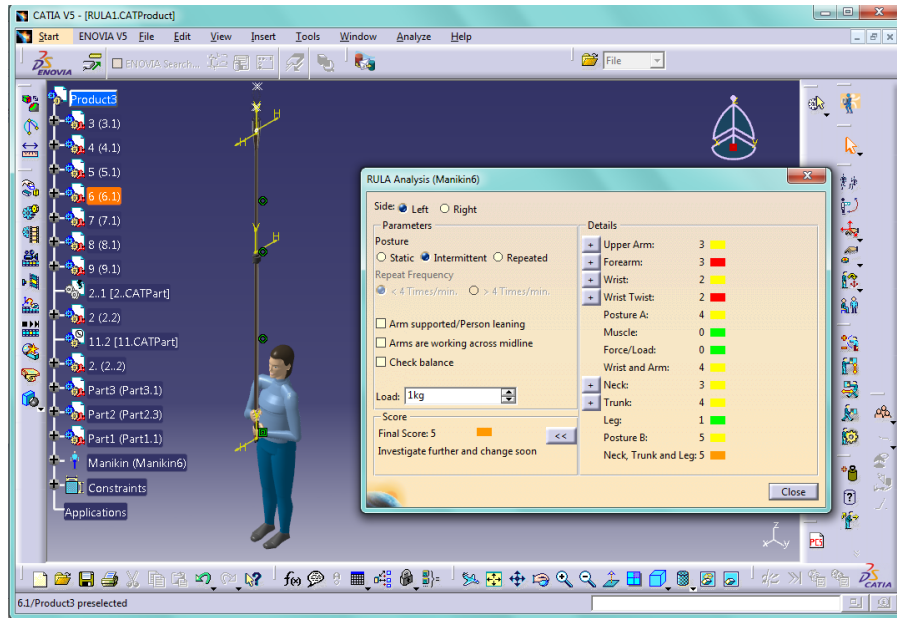 CATIA V5 - [RULA1.CATProduct]
Start ENOVIA V5 File Edit View Insert Tools Window Analyze Help
ENOVIA
ENOVIA Search...
File
Product3
3 (3.1)
4 (4.1)
5 (5.1)
6 (6.1)
7 (7.1)
8 (8.1)
9 (9.1)
2..1 [2..CATPart]
2 (2.2)
11.2 [11.CATPart]
2. (2..2)
Part3 (Part3.1)
Part2 (Part2.3)
Part1 (Part1.1)
Manikin (Manikin6)
Constraints
Applications
RULA Analysis (Manikin6)
Side: Left Right
Parameters
Posture
Static Intermittent Repeated
Repeat Frequency
< 4 Times/min. > 4 Times/min.
Arm supported/Person leaning
Arms are working across midline
Check balance
Load: 1kg
Score
Final Score: 5
<<
Investigate further and change soon
Details
+ Upper Arm: 3
+ Forearm: 3
+ Wrist: 2
+ Wrist Twist: 2
Posture A: 4
Muscle: 0
Force/Load: 0
Wrist and Arm: 4
+ Neck: 3
+ Trunk: 4
Leg: 1
Posture B: 5
Neck, Trunk and Leg: 5
Close
z
x y
PCS
f(x)
CATIA
6.1/Product3 preselected